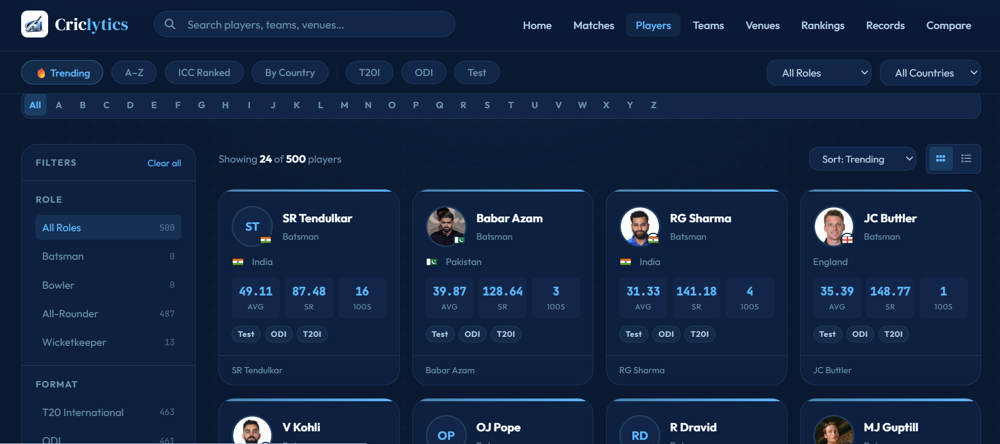 Criclytics
Search players, teams, venues...
Home Matches Players Teams Venues Rankings Records Compare
Trending A–Z ICC Ranked By Country T20I ODI Test All Roles All Countries
All A B C D E F G H I J K L M N O P Q R S T U V W X Y Z
FILTERS Clear all
ROLE
All Roles 500
Batsman 0
Bowler 0
All-Rounder 487
Wicketkeeper 13
FORMAT
T20 International 463
ODI 461
Showing 24 of 500 players
Sort: Trending
ST
SR Tendulkar
Batsman
India
49.11 87.48 16
AVG SR 100S
Test ODI T20I
SR Tendulkar
Babar Azam
Batsman
Pakistan
39.87 128.64 3
AVG SR 100S
Test ODI T20I
Babar Azam
RG Sharma
Batsman
India
31.33 141.18 4
AVG SR 100S
Test ODI T20I
RG Sharma
JC Buttler
Batsman
England
35.39 148.77 1
AVG SR 100S
Test ODI T20I
JC Buttler
V Kohli
OP
OJ Pope
RD
R Dravid
MJ Guptill